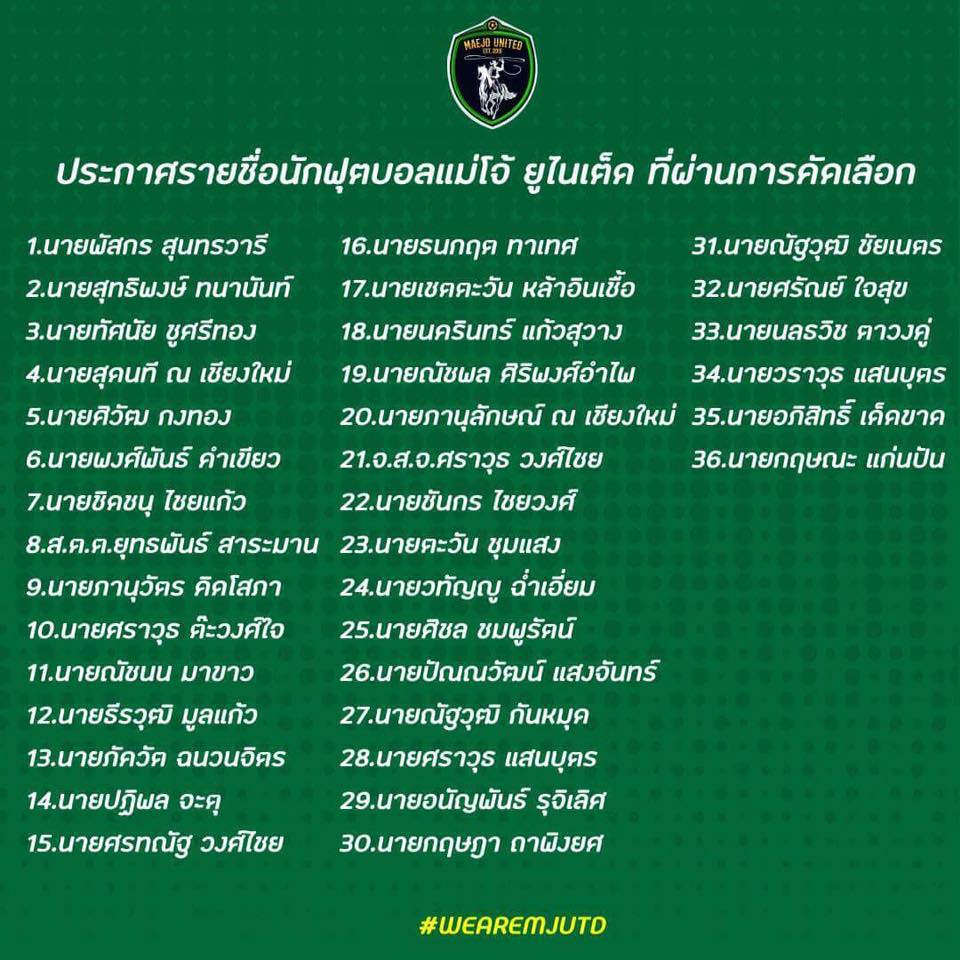 MAEJO UNITED
EST. 2019
ประกาศรายชื่อนักฟุตบอลแม่โจ้ ยูไนเต็ด ที่ผ่านการคัดเลือก
1.นายพัสกร สุนทรวารี
2.นายสุทธิพงษ์ ทนานันท์
3.นายทัศนัย ชูศรีทอง
4.นายสุดนที ณ เชียงใหม่
5.นายศิวัฒ กงทอง
6.นายพงศ์พันธ์ คำเขียว
7.นายชิดชนุ ไชยแก้ว
8.ส.ต.ต.ยุทธพันธ์ สาระมาน
9.นายภานุวัตร คิดโสภา
10.นายศราวุธ ต๊ะวงศ์ใจ
11.นายณัชนน มาขาว
12.นายธีรวุฒิ มูลแก้ว
13.นายภัควัต ฉนวนจิตร
14.นายปฏิพล จะตุ
15.นายศรทณัฐ วงศ์ไชย
16.นายธนกฤต ทาเทศ
17.นายเชตตะวัน หล้าอินเชื้อ
18.นายนครินทร์ แก้วสุวาง
19.นายณัชพล ศิริพงศ์อำไพ
20.นายภานุลักษณ์ ณ เชียงใหม่
21.จ.ส.จ.ศราวุธ วงศ์ไชย
22.นายชันกร ไชยวงศ์
23.นายตะวัน ชุมแสง
24.นายวทัญญู ฉ่ำเอี่ยม
25.นายศิชล ชมพูรัตน์
26.นายปัณณวัฒน์ แสงจันทร์
27.นายณัฐวุฒิ กันหมุด
28.นายศราวุธ แสนบุตร
29.นายอนัญพันธ์ รุจิเลิศ
30.นายกฤษฎา ถาพิงยศ
31.นายณัฐวุฒิ ชัยเนตร
32.นายศรัณย์ ใจสุข
33.นายนลธวิช ตาวงคู่
34.นายวราวุธ แสนบุตร
35.นายอภิสิทธิ์ เด็ดขาด
36.นายกฤษณะ แก่นปัน
#WEAREMJUTD